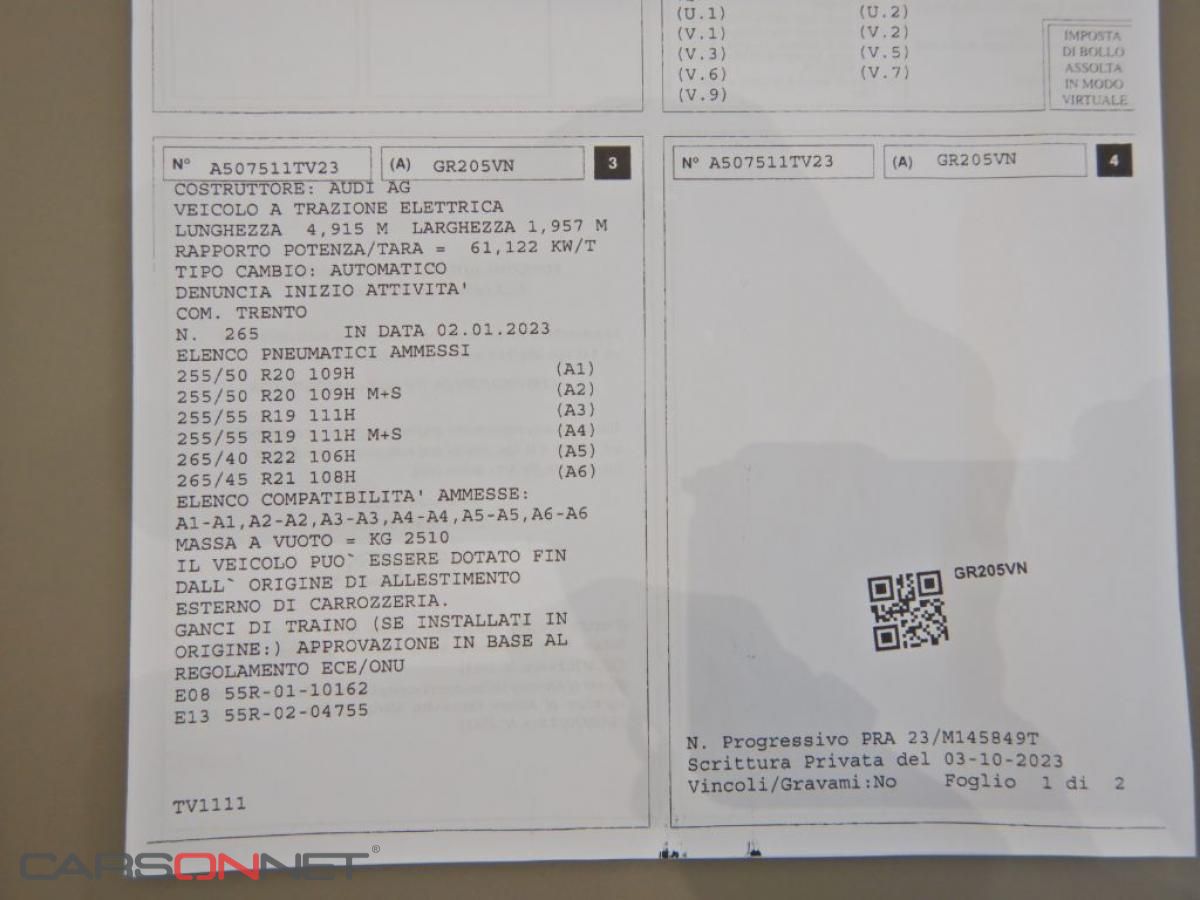 (U.1) (U.2)
(V.1) (V.2)
(V.3) (V.5)
(V.6) (V.7)
(V.9)
IMPOSTA
DI BOLLO
ASSOLTA
IN MODO
VIRTUALE
N° A507511TV23 (A) GR205VN 3
COSTRUTTORE: AUDI AG
VEICOLO A TRAZIONE ELETTRICA
LUNGHEZZA 4,915 M LARGHEZZA 1,957 M
RAPPORTO POTENZA/TARA = 61,122 KW/T
TIPO CAMBIO: AUTOMATICO
DENUNCIA INIZIO ATTIVITA'
COM. TRENTO
N. 265 IN DATA 02.01.2023
ELENCO PNEUMATICI AMMESSI
255/50 R20 109H (A1)
255/50 R20 109H M+S (A2)
255/55 R19 111H (A3)
255/55 R19 111H M+S (A4)
265/40 R22 106H (A5)
265/45 R21 108H (A6)
ELENCO COMPATIBILITA' AMMESSE:
A1-A1,A2-A2,A3-A3,A4-A4,A5-A5,A6-A6
MASSA A VUOTO = KG 2510
IL VEICOLO PUO` ESSERE DOTATO FIN
DALL` ORIGINE DI ALLESTIMENTO
ESTERNO DI CARROZZERIA.
GANCI DI TRAINO (SE INSTALLATI IN
ORIGINE:) APPROVAZIONE IN BASE AL
REGOLAMENTO ECE/ONU
E08 55R-01-10162
E13 55R-02-04755
TV1111
N° A507511TV23 (A) GR205VN 4
GR205VN
N. Progressivo PRA 23/M145849T
Scrittura Privata del 03-10-2023
Vincoli/Gravami:No Foglio 1 di 2
CARSONNET®